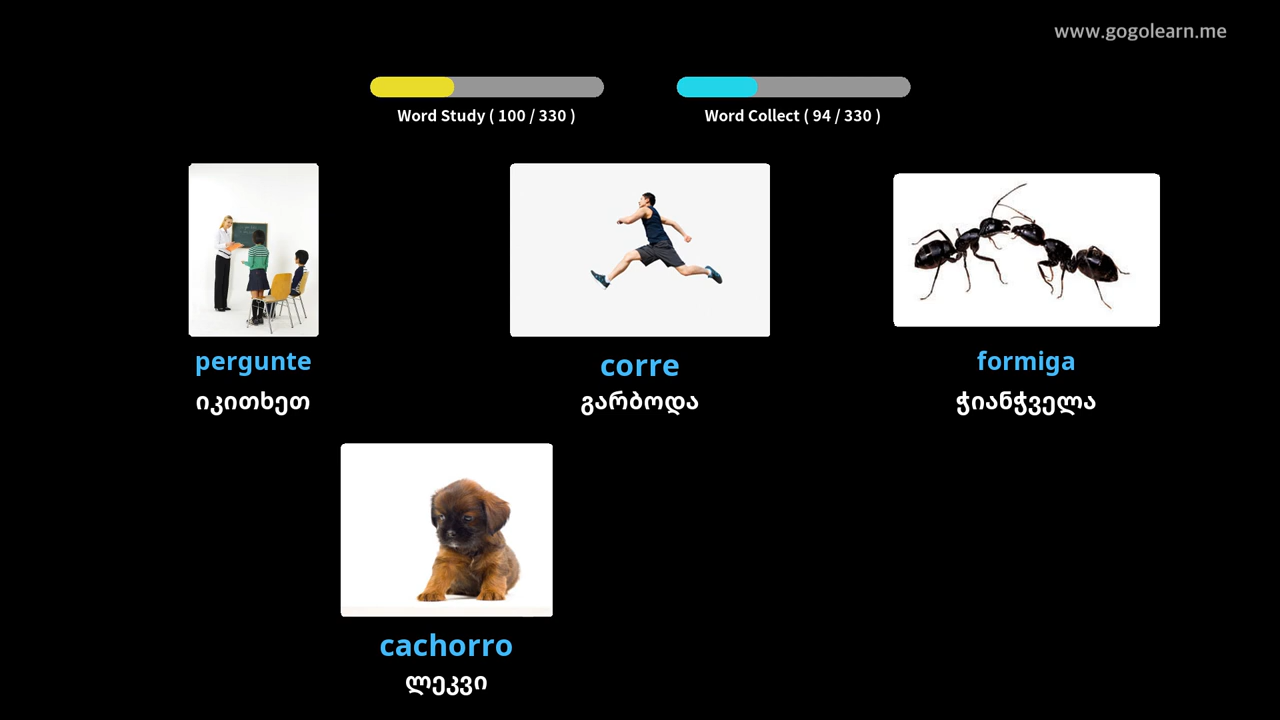 www.gogolearn.me
Word Study ( 100 / 330 )
Word Collect ( 94 / 330 )
pergunte
იკითხეთ
corre
გარბოდა
formiga
ჭიანჭველა
cachorro
ლეკვი